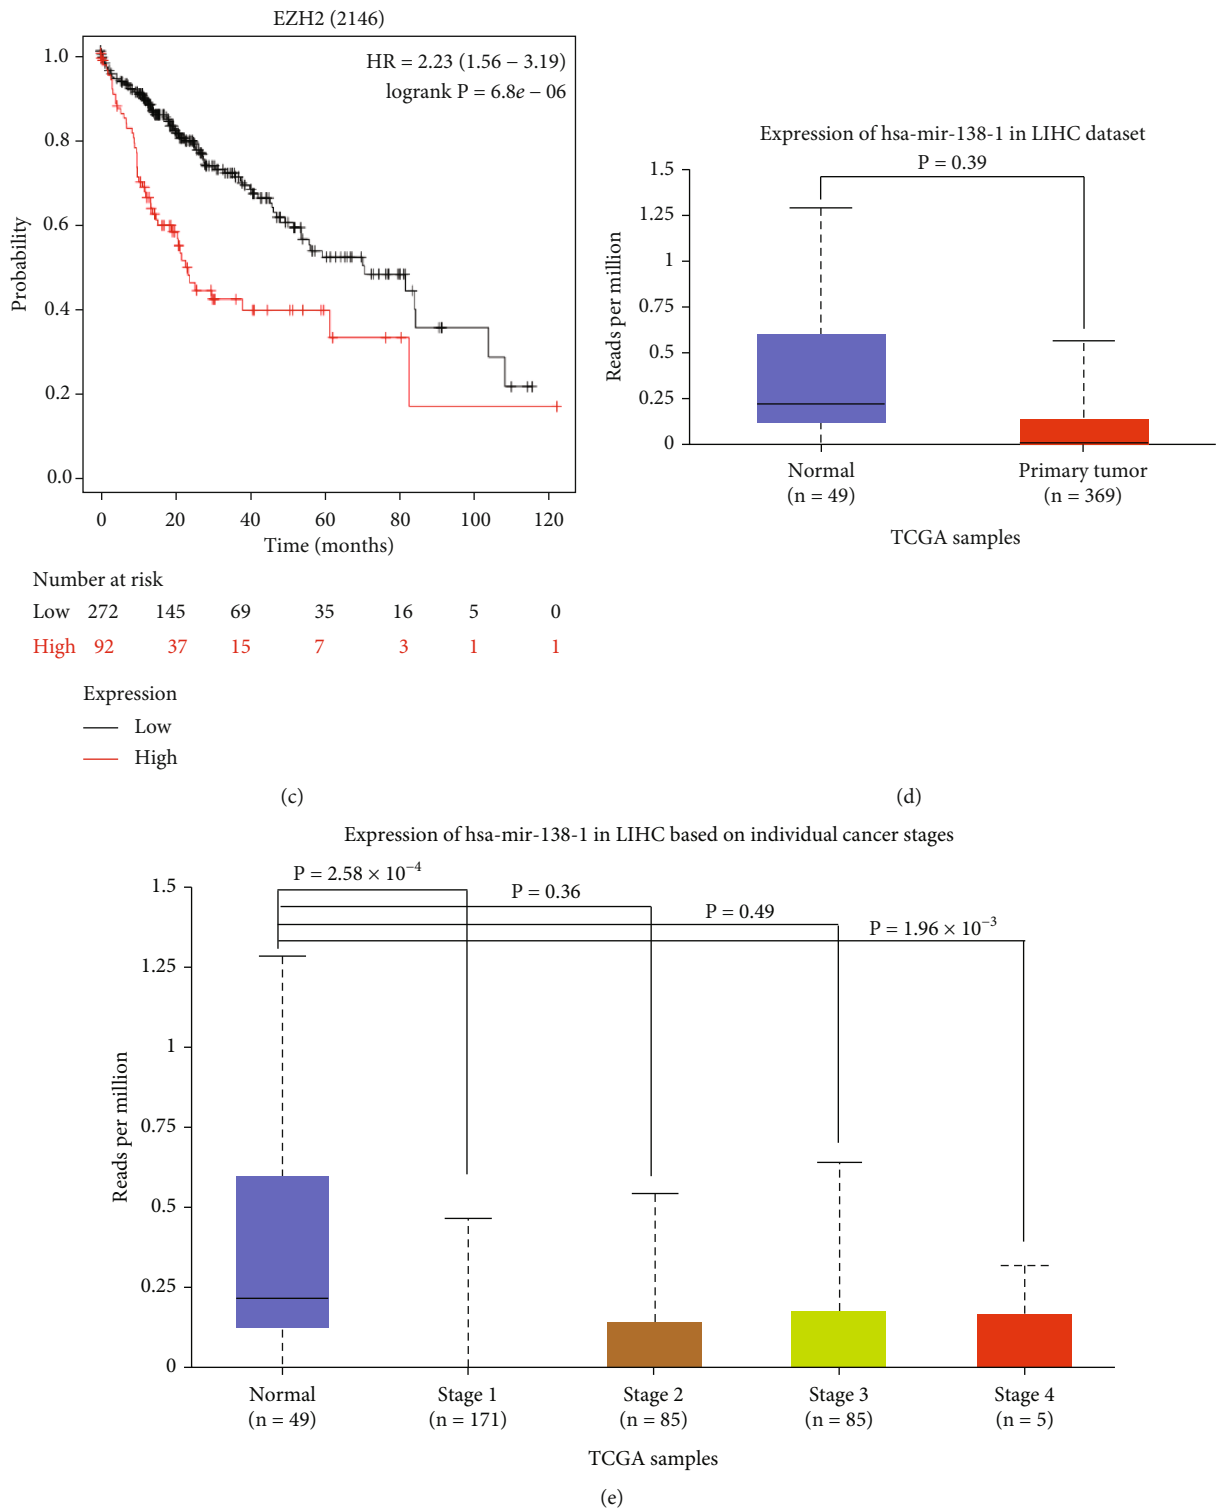 EZH2 (2146)
HR = 2.23 (1.56 − 3.19)
logrank P = 6.8e − 06
Probability
1.0
0.8
0.6
0.4
0.2
0.0
0 20 40 60 80 100 120
Time (months)
Number at risk
Low 272 145 69 35 16 5 0
High 92 37 15 7 3 1 1
Expression
Low
High
(c)
Expression of hsa-mir-138-1 in LIHC dataset
P = 0.39
Reads per million
1.5
1.25
1
0.75
0.5
0.25
0
Normal Primary tumor
(n = 49) (n = 369)
TCGA samples
(d)
Expression of hsa-mir-138-1 in LIHC based on individual cancer stages
P = 2.58 × 10⁻⁴
P = 0.36
P = 0.49
P = 1.96 × 10⁻³
Reads per million
1.5
1.25
1
0.75
0.5
0.25
0
Normal Stage 1 Stage 2 Stage 3 Stage 4
(n = 49) (n = 171) (n = 85) (n = 85) (n = 5)
TCGA samples
(e)